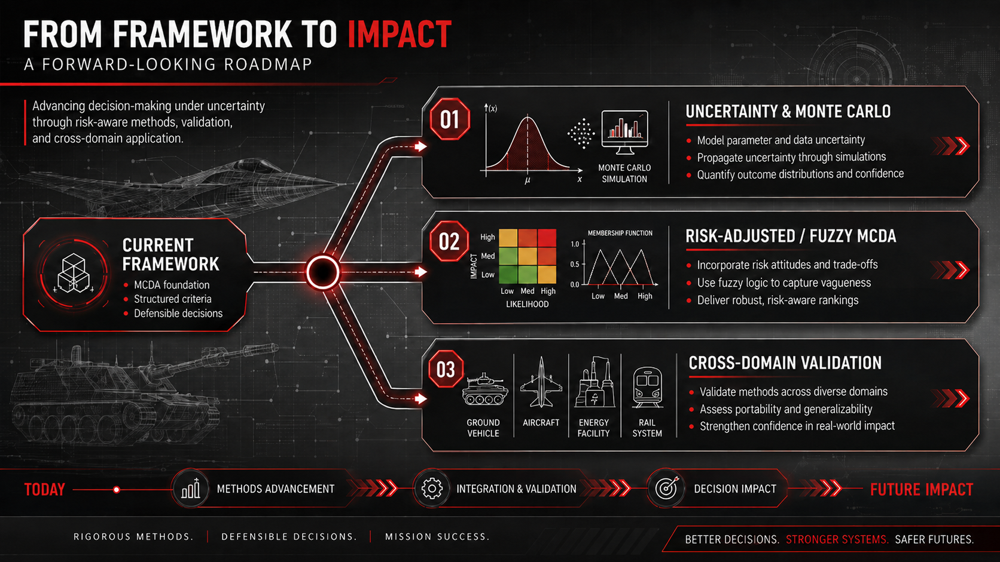 FROM FRAMEWORK TO IMPACT
A FORWARD-LOOKING ROADMAP
Advancing decision-making under uncertainty
through risk-aware methods, validation,
and cross-domain application.
CURRENT
FRAMEWORK
MCDA foundation
Structured criteria
Defensible decisions
01
(x)
μ
x
MONTE CARLO
SIMULATION
UNCERTAINTY & MONTE CARLO
Model parameter and data uncertainty
Propagate uncertainty through simulations
Quantify outcome distributions and confidence
02
IMPACT
High
Med
Low
Low Med High
LIKELIHOOD
MEMBERSHIP FUNCTION
1.0
0.5
0.0
Low Med High
RISK-ADJUSTED / FUZZY MCDA
Incorporate risk attitudes and trade-offs
Use fuzzy logic to capture vagueness
Deliver robust, risk-aware rankings
03
GROUND
VEHICLE
AIRCRAFT
ENERGY
FACILITY
RAIL
SYSTEM
CROSS-DOMAIN VALIDATION
Validate methods across diverse domains
Assess portability and generalizability
Strengthen confidence in real-world impact
TODAY
METHODS ADVANCEMENT
INTEGRATION & VALIDATION
DECISION IMPACT
FUTURE IMPACT
RIGOROUS METHODS. | DEFENSIBLE DECISIONS. | MISSION SUCCESS.
BETTER DECISIONS. STRONGER SYSTEMS. SAFER FUTURES.